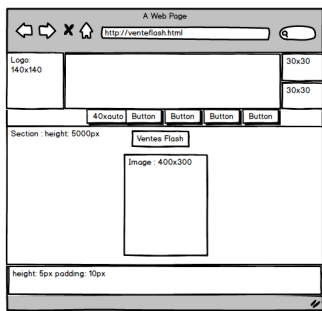 A Web Page
http://venteflash.html
Logo:
140x140
30x30
30x30
40xauto Button Button Button Button
Section : height: 5000px
Ventes Flash
Image : 400x300
height: 5px padding: 10px